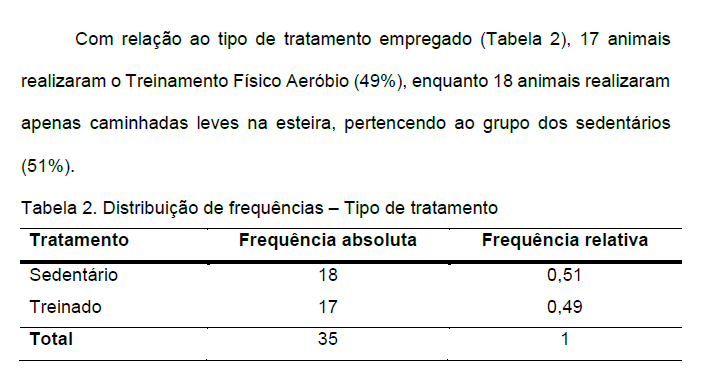 Com relação ao tipo de tratamento empregado (Tabela 2), 17 animais
realizaram o Treinamento Físico Aeróbio (49%), enquanto 18 animais realizaram
apenas caminhadas leves na esteira, pertencendo ao grupo dos sedentários
(51%).
Tabela 2. Distribuição de frequências – Tipo de tratamento
Tratamento Frequência absoluta Frequência relativa
Sedentário 18 0,51
Treinado 17 0,49
Total 35 1